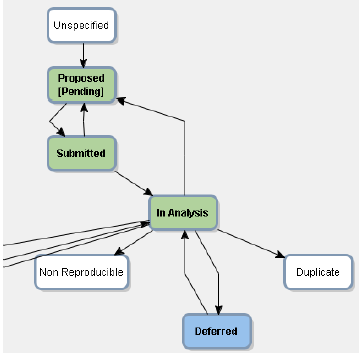 Unspecified
Proposed
(Pending)
Submitted
In Analysis
Non Reproducible
Duplicate
Deferred